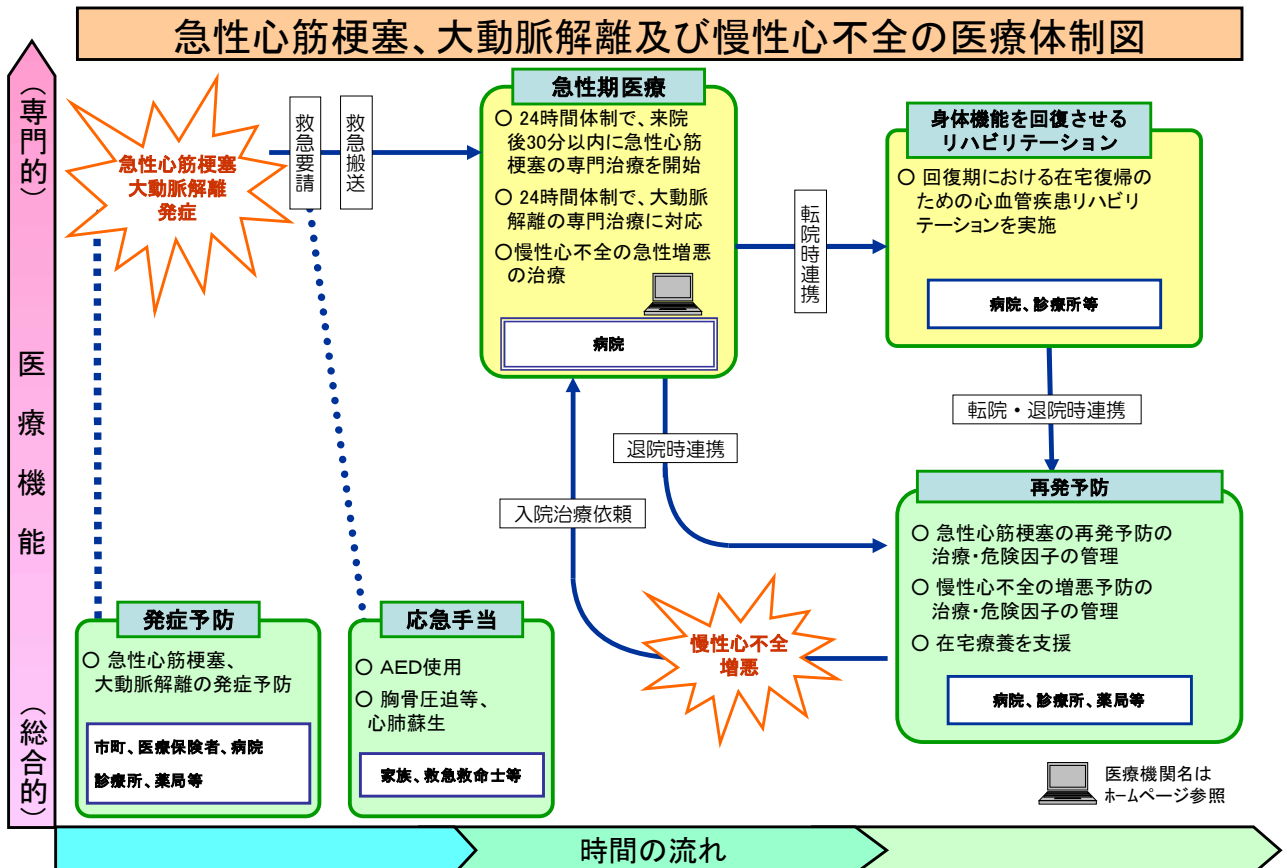 急性心筋梗塞、大動脈解離及び慢性心不全の医療体制図
(専門的)
医療機能
(総合的)
急性心筋梗塞
大動脈解離
発症
救急要請
救急搬送
急性期医療
○ 24時間体制で、来院
後30分以内に急性心筋
梗塞の専門治療を開始
○ 24時間体制で、大動脈
解離の専門治療に対応
○慢性心不全の急性増悪
の治療
病院
転院時連携
身体機能を回復させる
リハビリテーション
○ 回復期における在宅復帰の
ための心血管疾患リハビリ
テーションを実施
病院、診療所等
転院・退院時連携
退院時連携
入院治療依頼
再発予防
○ 急性心筋梗塞の再発予防の
治療・危険因子の管理
○ 慢性心不全の増悪予防の
治療・危険因子の管理
○ 在宅療養を支援
病院、診療所、薬局等
慢性心不全
増悪
発症予防
○ 急性心筋梗塞、
大動脈解離の発症予防
市町、医療保険者、病院
診療所、薬局等
応急手当
○ AED使用
○ 胸骨圧迫等、
心肺蘇生
家族、救急救命士等
医療機関名は
ホームページ参照
時間の流れ